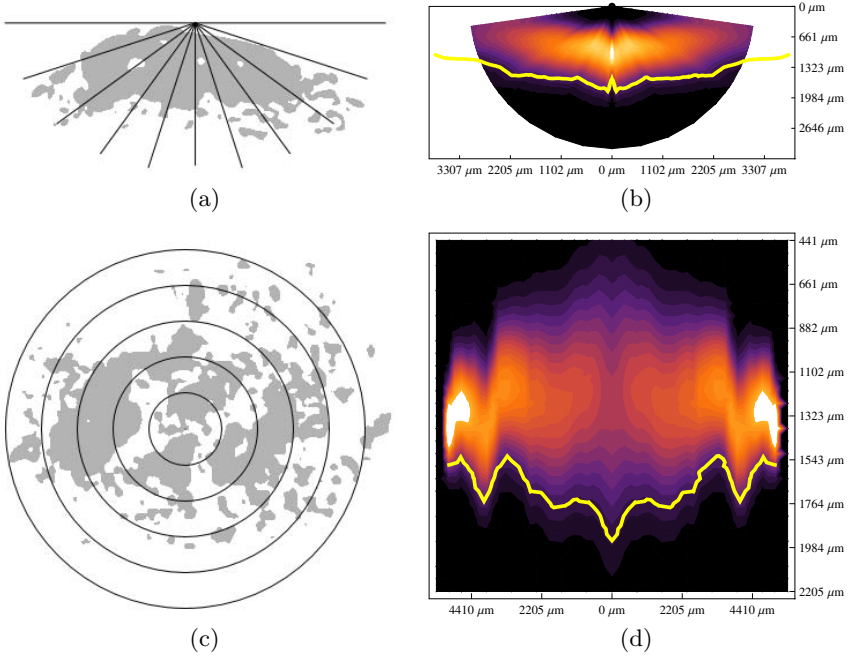 0 μm
661 μm
1323 μm
1984 μm
2646 μm
3307 μm 2205 μm 1102 μm 0 μm 1102 μm 2205 μm 3307 μm
(a)
(b)
441 μm
661 μm
882 μm
1102 μm
1323 μm
1543 μm
1764 μm
1984 μm
2205 μm
4410 μm 2205 μm 0 μm 2205 μm 4410 μm
(c)
(d)